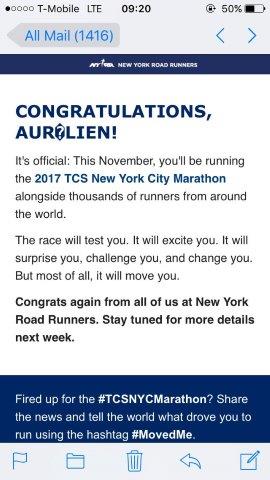 T-Mobile LTE 09:20 50%
All Mail (1416)
NEW YORK ROAD RUNNERS
CONGRATULATIONS,
AUR�LIEN!
It's official: This November, you'll be running
the 2017 TCS New York City Marathon
alongside thousands of runners from around
the world.
The race will test you. It will excite you. It will
surprise you, challenge you, and change you.
But most of all, it will move you.
Congrats again from all of us at New York
Road Runners. Stay tuned for more details
next week.
Fired up for the #TCSNYCMarathon? Share
the news and tell the world what drove you to
run using the hashtag #MovedMe.